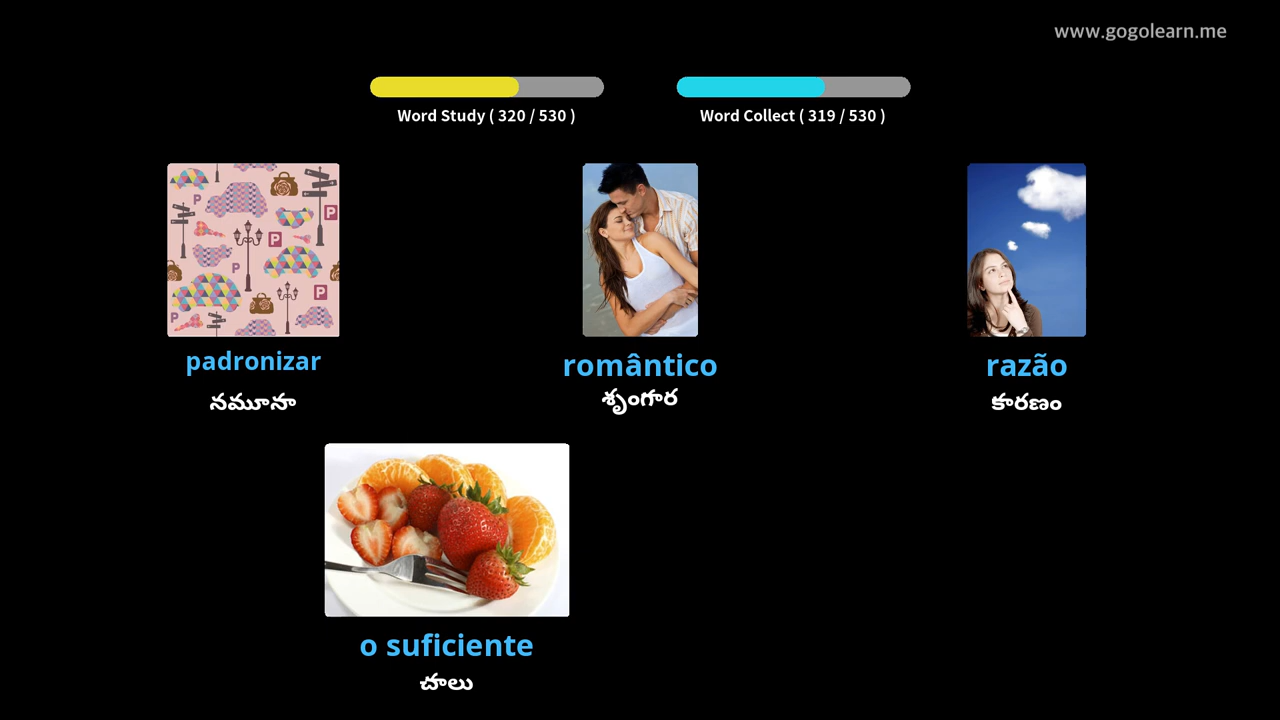 www.gogolearn.me
Word Study ( 320 / 530 )
Word Collect ( 319 / 530 )
P
P
P
P
P
P
padronizar
నమూనా
romântico
శృంగార
razão
కారణం
o suficiente
చాలు